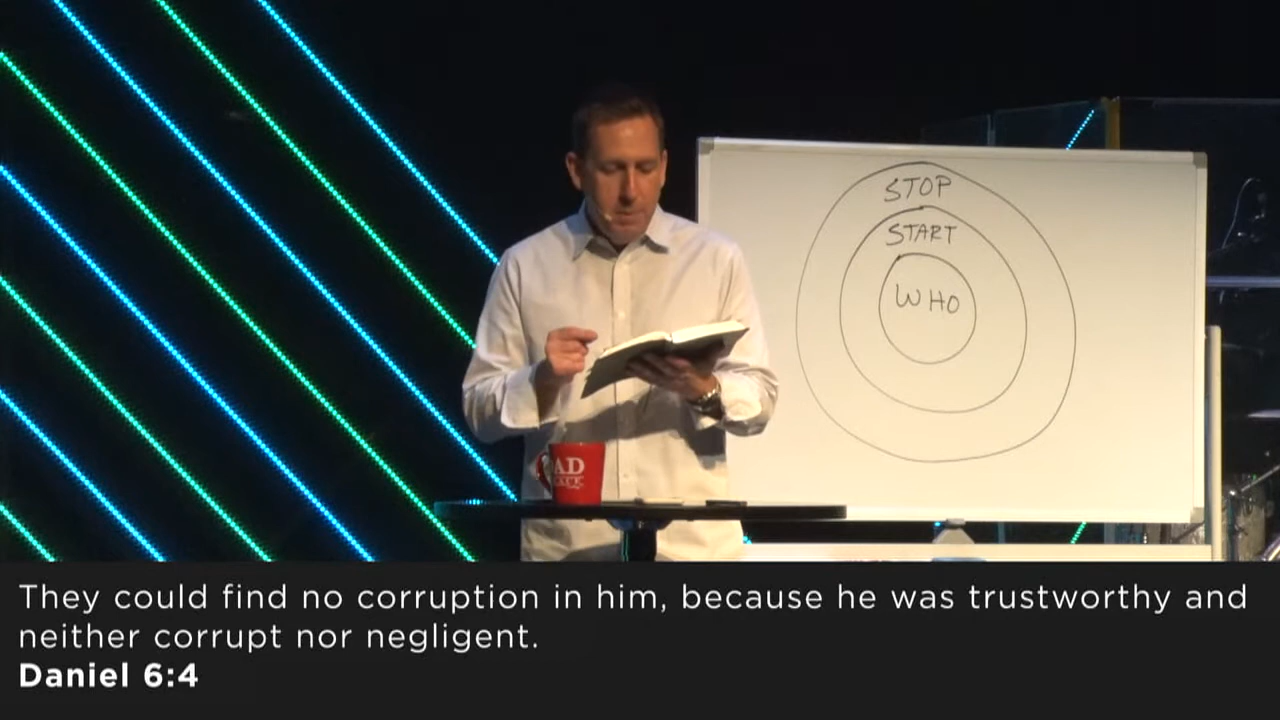 STOP
START
WHO
AD
They could find no corruption in him, because he was trustworthy and
neither corrupt nor negligent.
Daniel 6:4